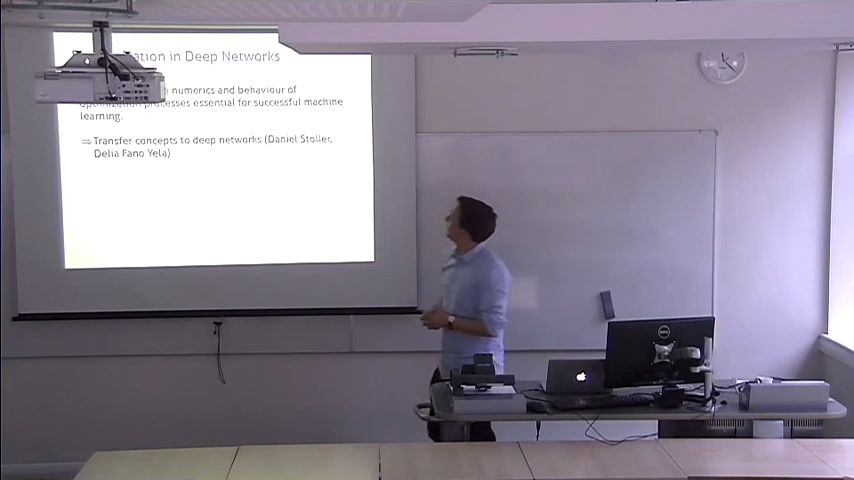 in Deep Networks
numerics and behaviour of
processes essential for successful machine
learning.
⇒ Transfer concepts to deep networks (Daniel Stoller,
Delia Fano Yela)
DELL